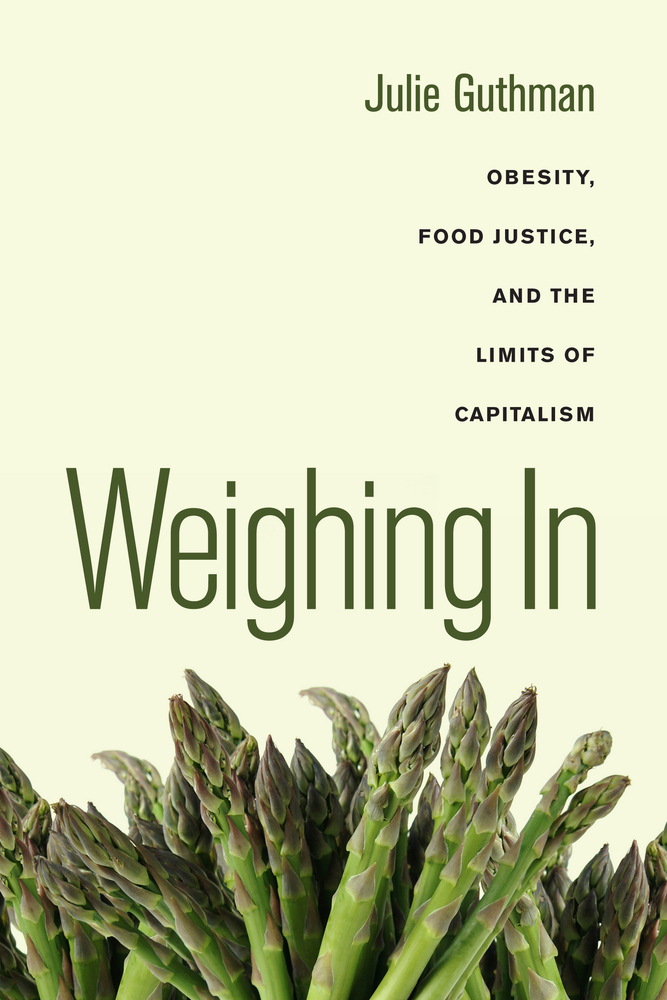 Julie Guthman
OBESITY,
FOOD JUSTICE,
AND THE
LIMITS OF
CAPITALISM
Weighing In